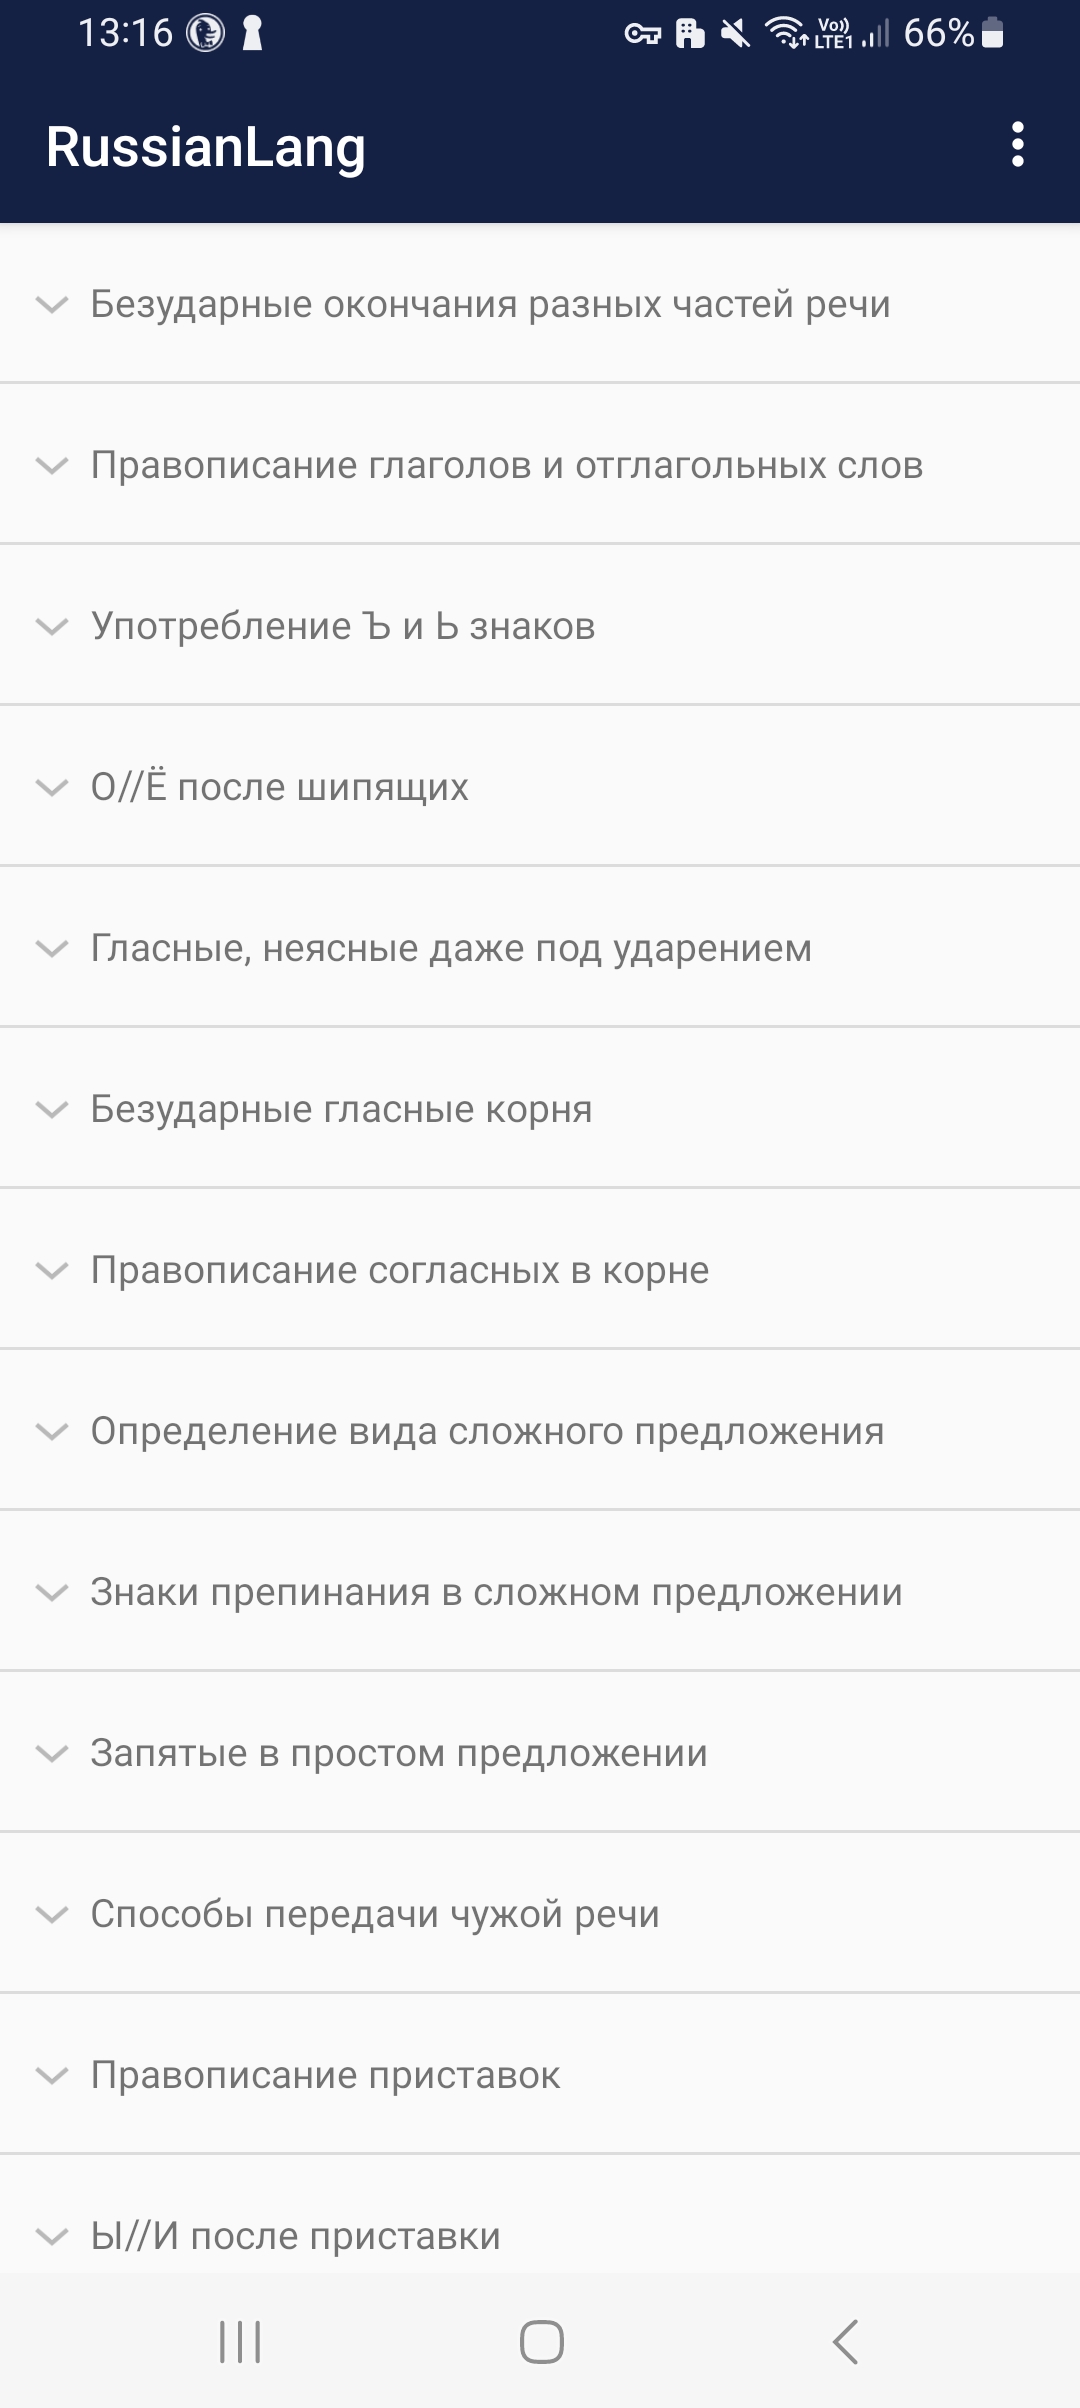 13:16
Vo)) LTE1 66%
RussianLang
Безударные окончания разных частей речи
Правописание глаголов и отглагольных слов
Употребление Ъ и Ь знаков
О//Ё после шипящих
Гласные, неясные даже под ударением
Безударные гласные корня
Правописание согласных в корне
Определение вида сложного предложения
Знаки препинания в сложном предложении
Запятые в простом предложении
Способы передачи чужой речи
Правописание приставок
Ы//И после приставки